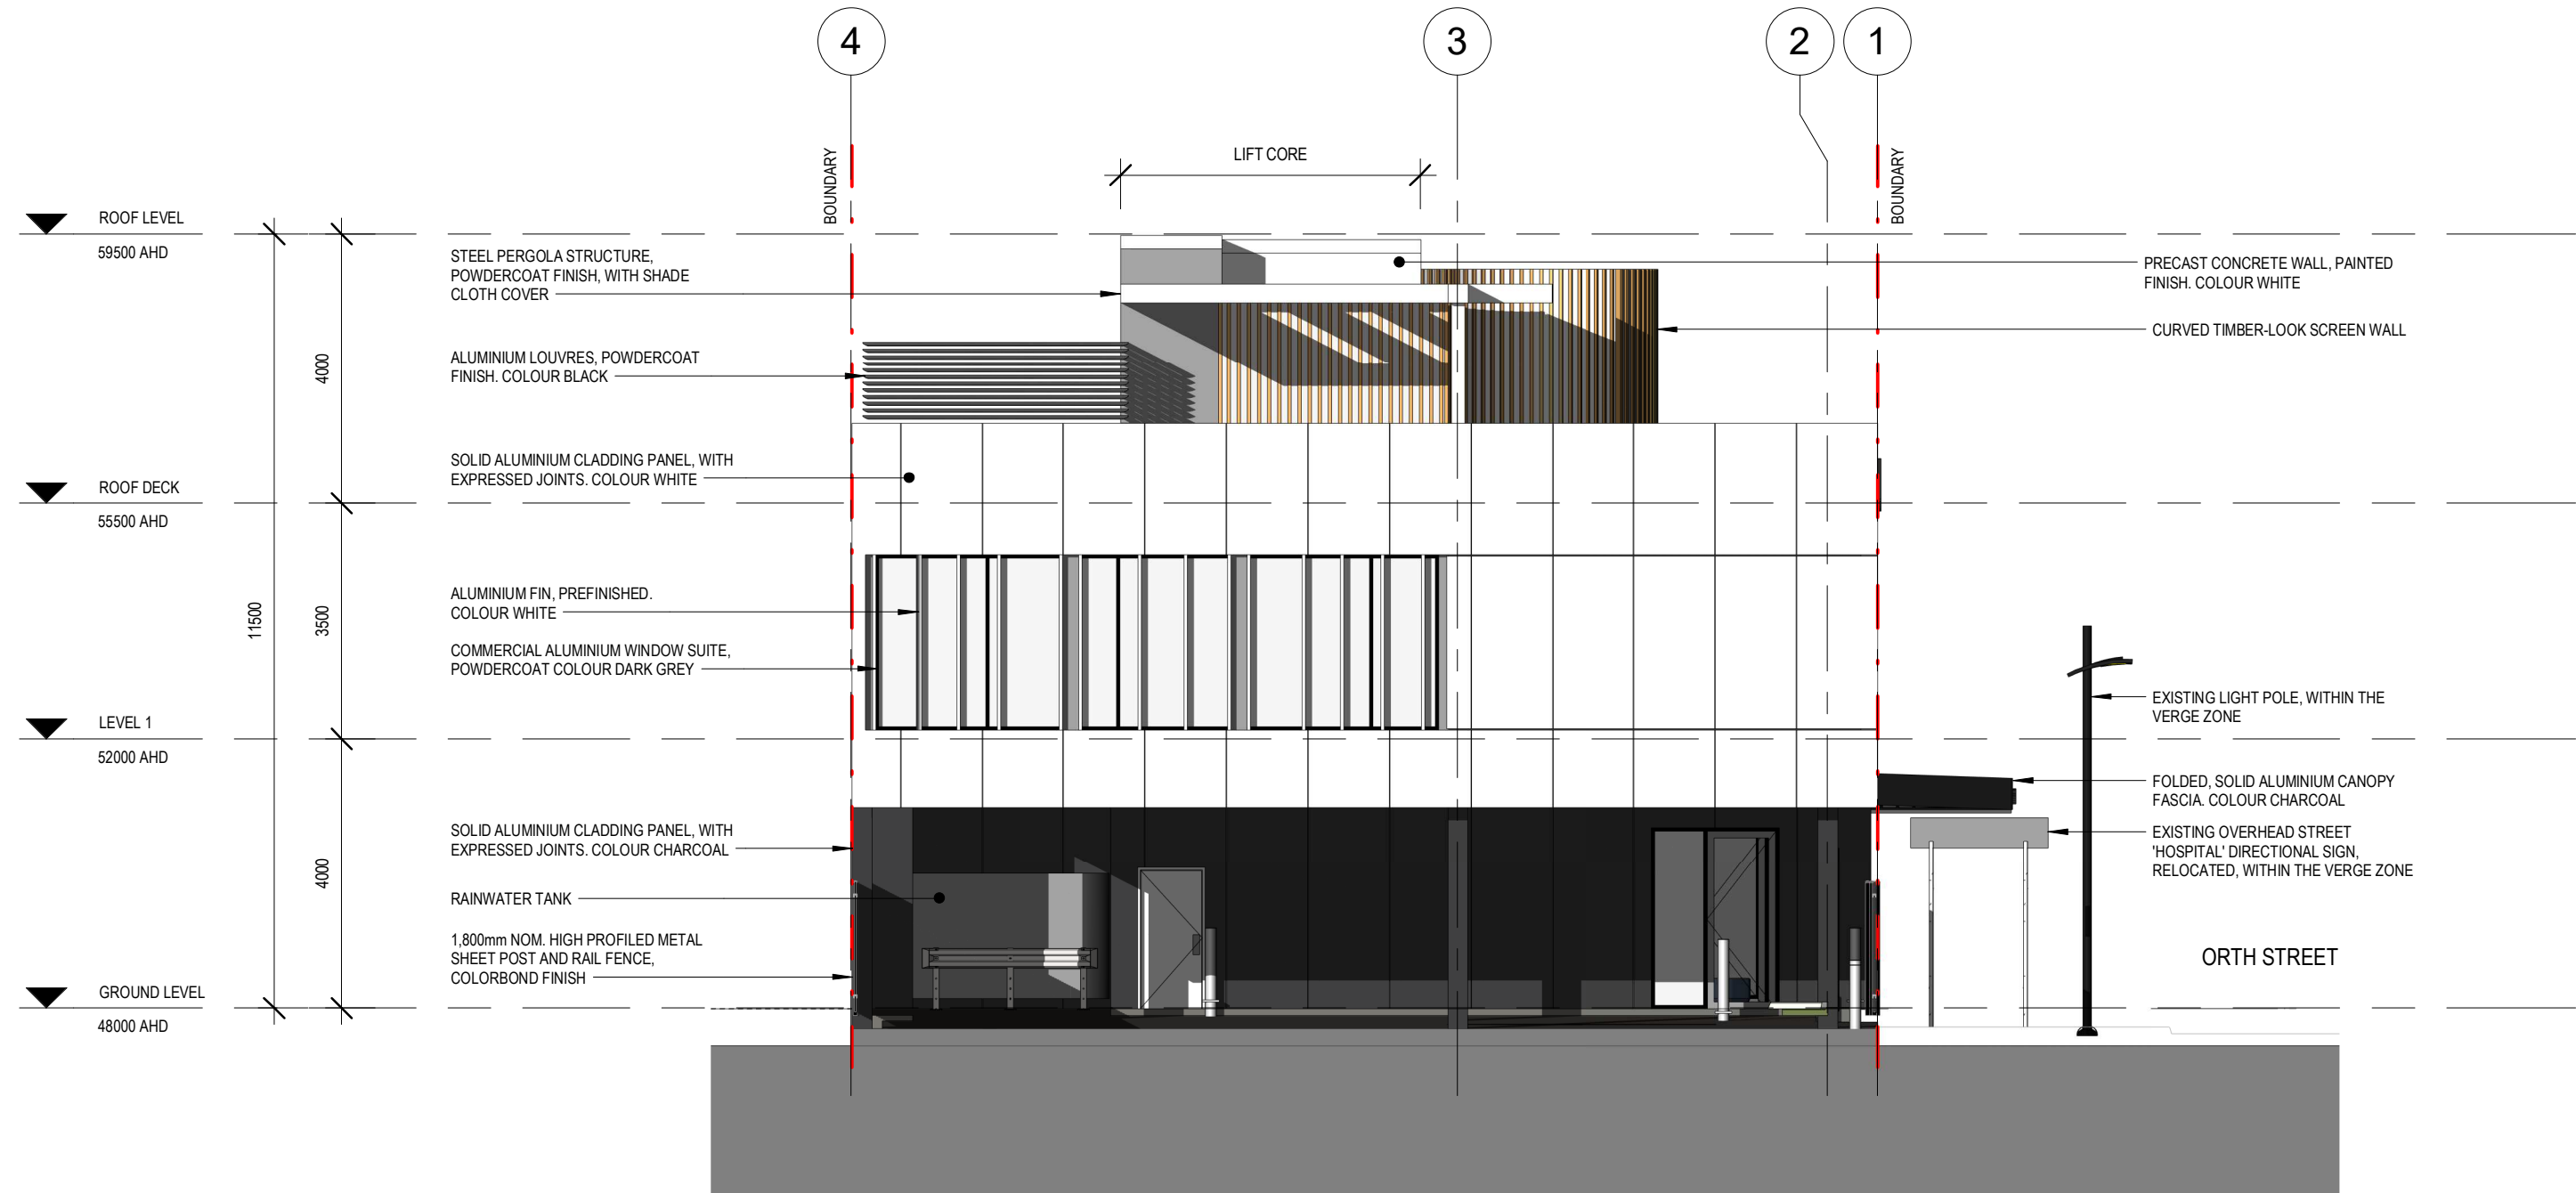 4
3
2
1
BOUNDARY
LIFT CORE
BOUNDARY
ROOF LEVEL
59500 AHD
STEEL PERGOLA STRUCTURE,
POWDERCOAT FINISH, WITH SHADE
CLOTH COVER
PRECAST CONCRETE WALL, PAINTED
FINISH. COLOUR WHITE
CURVED TIMBER-LOOK SCREEN WALL
4000
ALUMINIUM LOUVRES, POWDERCOAT
FINISH. COLOUR BLACK
SOLID ALUMINIUM CLADDING PANEL, WITH
EXPRESSED JOINTS. COLOUR WHITE
ROOF DECK
55500 AHD
11500
3500
ALUMINIUM FIN, PREFINISHED.
COLOUR WHITE
COMMERCIAL ALUMINIUM WINDOW SUITE,
POWDERCOAT COLOUR DARK GREY
EXISTING LIGHT POLE, WITHIN THE
VERGE ZONE
LEVEL 1
52000 AHD
FOLDED, SOLID ALUMINIUM CANOPY
FASCIA. COLOUR CHARCOAL
SOLID ALUMINIUM CLADDING PANEL, WITH
EXPRESSED JOINTS. COLOUR CHARCOAL
EXISTING OVERHEAD STREET
'HOSPITAL' DIRECTIONAL SIGN,
RELOCATED, WITHIN THE VERGE ZONE
4000
RAINWATER TANK
1,800mm NOM. HIGH PROFILED METAL
SHEET POST AND RAIL FENCE,
COLORBOND FINISH
ORTH STREET
GROUND LEVEL
48000 AHD